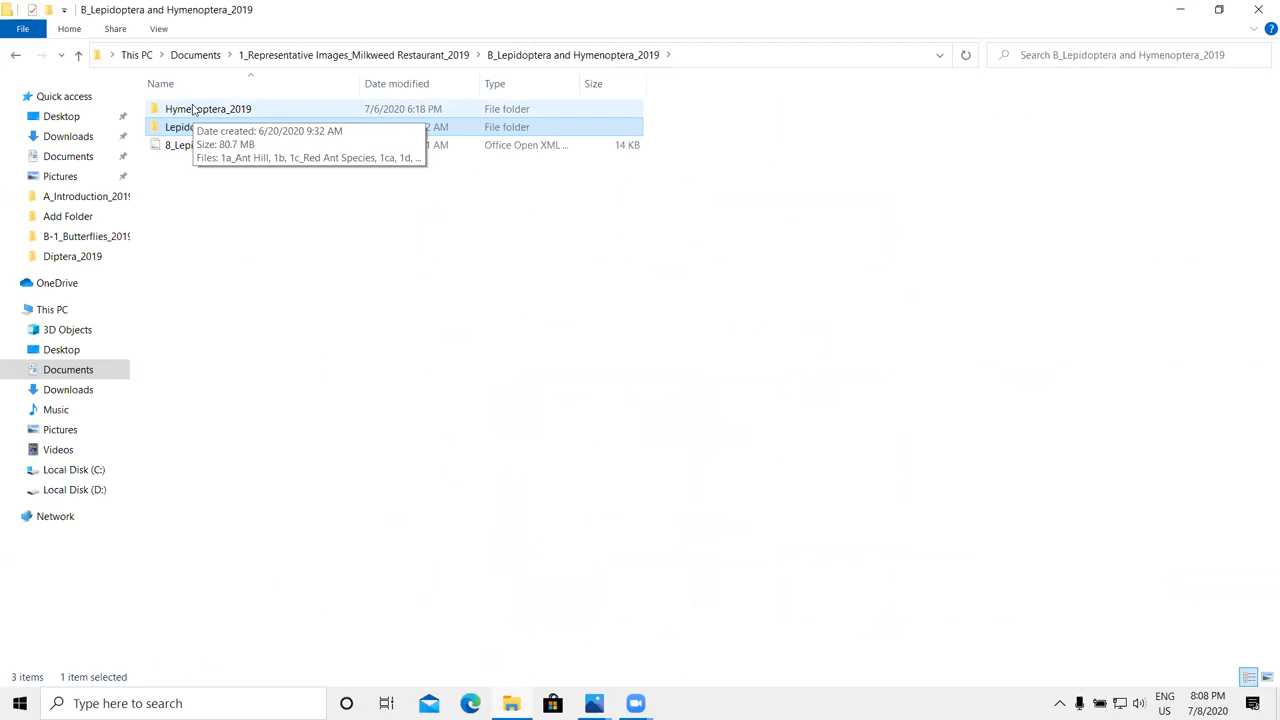 B_Lepidoptera and Hymenoptera_2019
File Home Share View
This PC Documents 1_Representative Images_Milkweed Restaurant_2019 B_Lepidoptera and Hymenoptera_2019
Search B_Lepidoptera and Hymenoptera_2019
Name Date modified Type Size
Hymenoptera_2019 7/6/2020 6:18 PM File folder
Lepid AM File folder
8_Lepi AM Office Open XML ... 14 KB
Date created: 6/20/2020 9:32 AM
Size: 80.7 MB
Files: 1a_Ant Hill, 1b, 1c_Red Ant Species, 1ca, 1d, ...
Quick access
Desktop
Downloads
Documents
Pictures
A_Introduction_2019
Add Folder
B-1_Butterflies_2019
Diptera_2019
OneDrive
This PC
3D Objects
Desktop
Documents
Downloads
Music
Pictures
Videos
Local Disk (C:)
Local Disk (D:)
Network
3 items 1 item selected
Type here to search
ENG
US
8:08 PM
7/8/2020